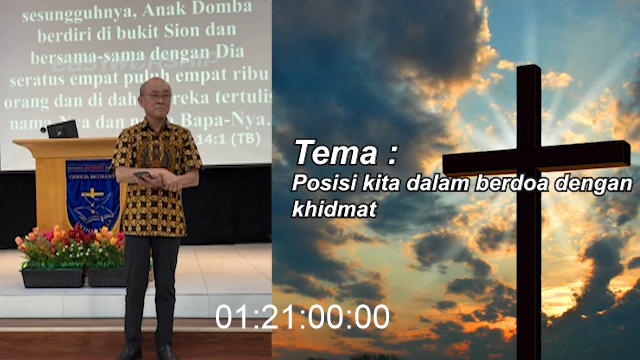 sesungguhnya, Anak Domba
berdiri di bukit Sion dan
bersama-sama dengan Dia
seratus empat puluh empat ribu
orang dan di dahi mereka tertulis
nama-Nya dan nama Bapa-Nya.
14:1 (TB)
Tema :
Posisi kita dalam berdoa dengan
khidmat
01:21:00:00